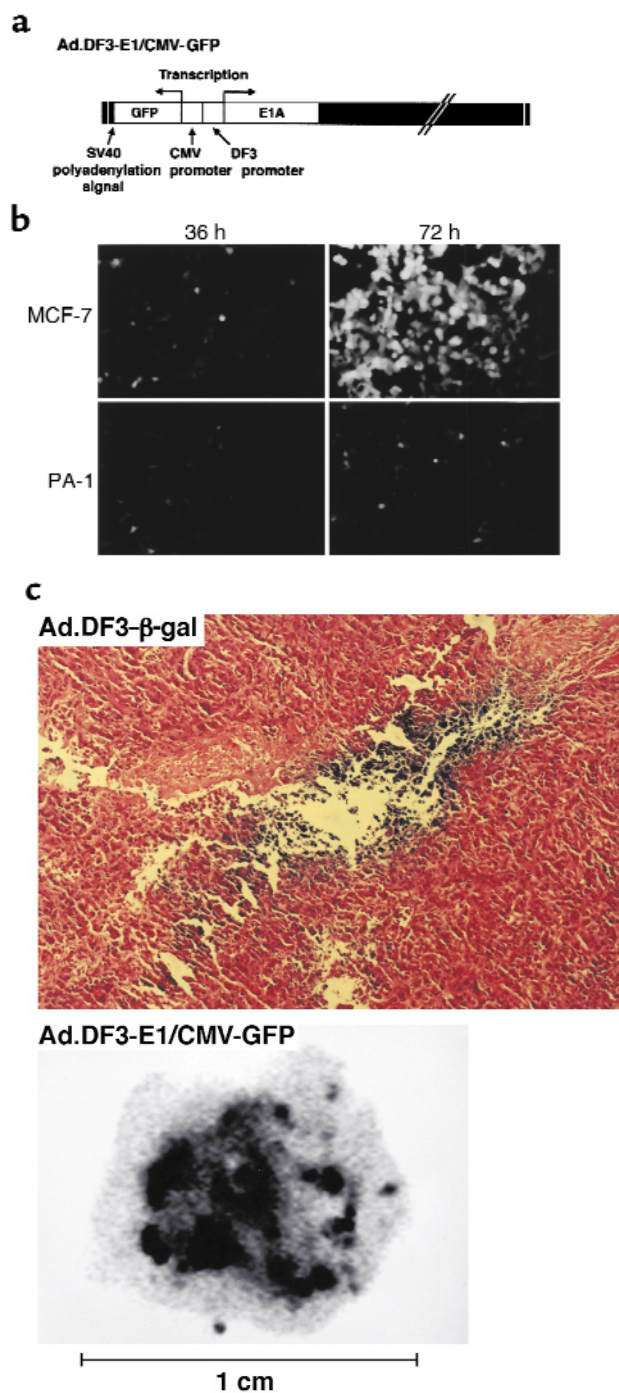 a
Ad.DF3-E1/CMV-GFP
Transcription
GFP
E1A
SV40
polyadenylation
signal
CMV
promoter
DF3
promoter
b
36 h
72 h
MCF-7
PA-1
c
Ad.DF3-β-gal
Ad.DF3-E1/CMV-GFP
1 cm